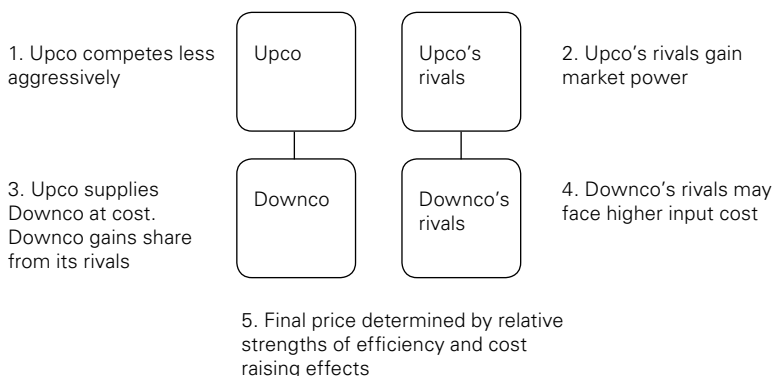 1. Upco competes less
aggressively
Upco
Upco's
rivals
2. Upco's rivals gain
market power
3. Upco supplies
Downco at cost.
Downco gains share
from its rivals
Downco
Downco's
rivals
4. Downco's rivals may
face higher input cost
5. Final price determined by relative
strengths of efficiency and cost
raising effects